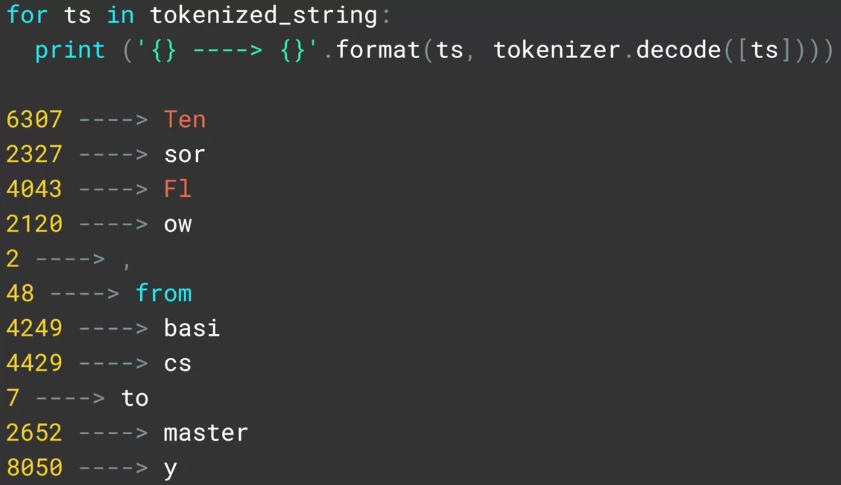 for ts in tokenized_string:
  print ('{} ----> {}'.format(ts, tokenizer.decode([ts])))
6307 ----> Ten
2327 ----> sor
4043 ----> Fl
2120 ----> ow
2 ----> ,
48 ----> from
4249 ----> basi
4429 ----> cs
7 ----> to
2652 ----> master
8050 ----> y